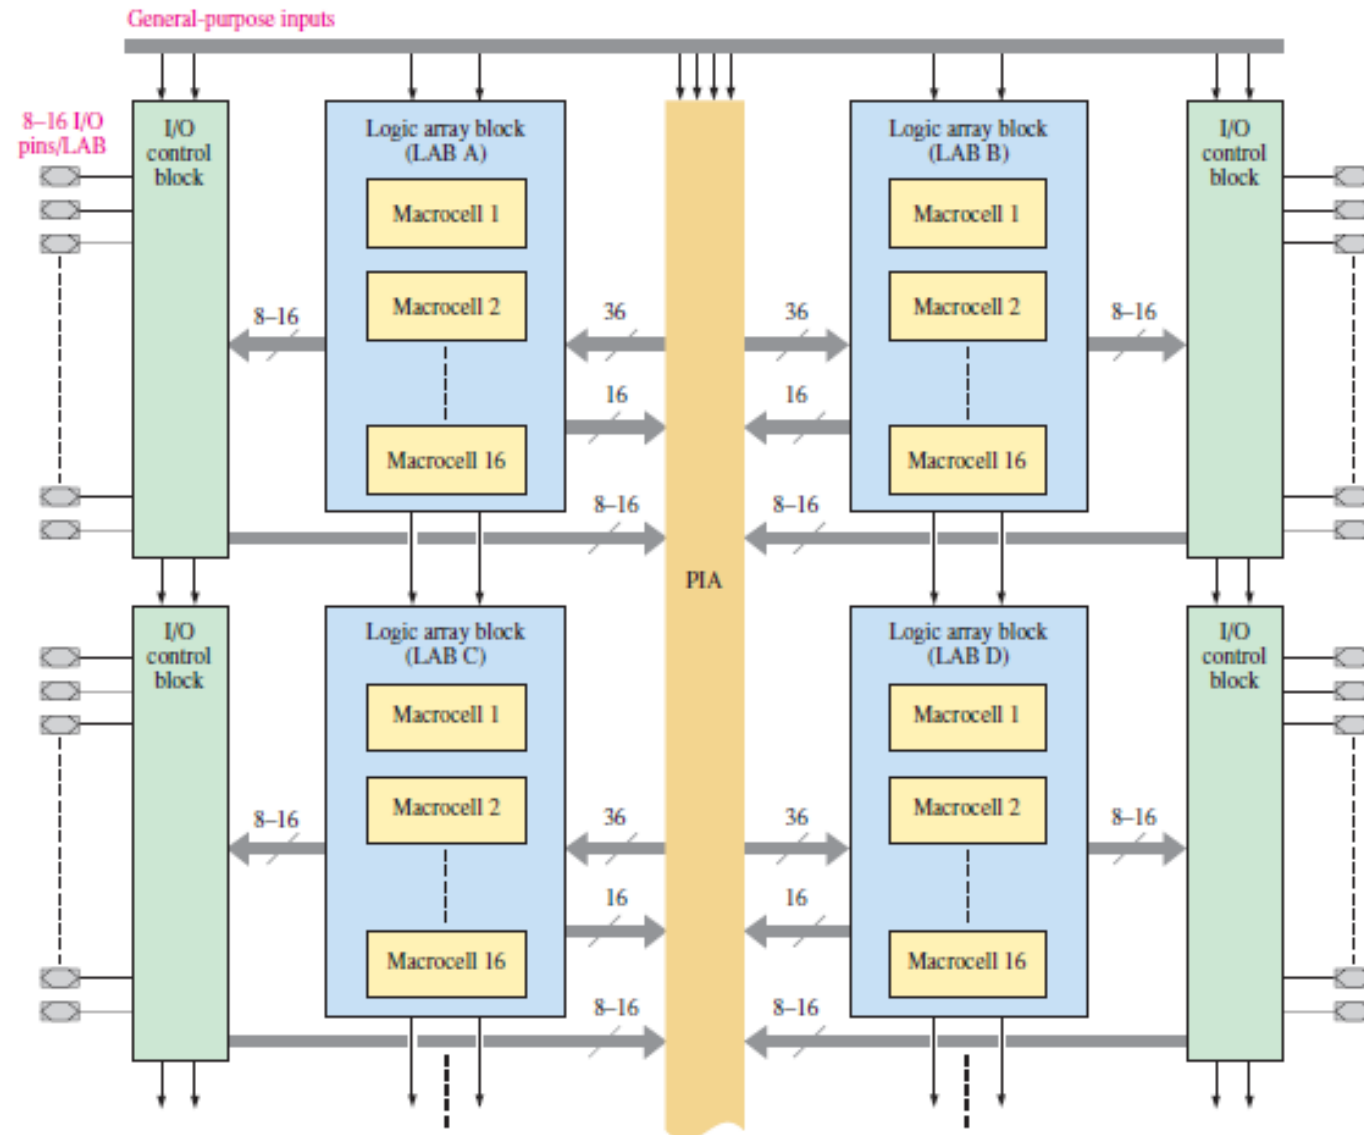 General-purpose inputs
8–16 I/O
pins/LAB
I/O
control
block
Logic array block
(LAB A)
Macrocell 1
Macrocell 2
Macrocell 16
8–16
36
16
8–16
Logic array block
(LAB B)
Macrocell 1
Macrocell 2
Macrocell 16
36
16
8–16
8–16
I/O
control
block
PIA
I/O
control
block
Logic array block
(LAB C)
Macrocell 1
Macrocell 2
Macrocell 16
8–16
36
16
8–16
Logic array block
(LAB D)
Macrocell 1
Macrocell 2
Macrocell 16
36
16
8–16
8–16
I/O
control
block